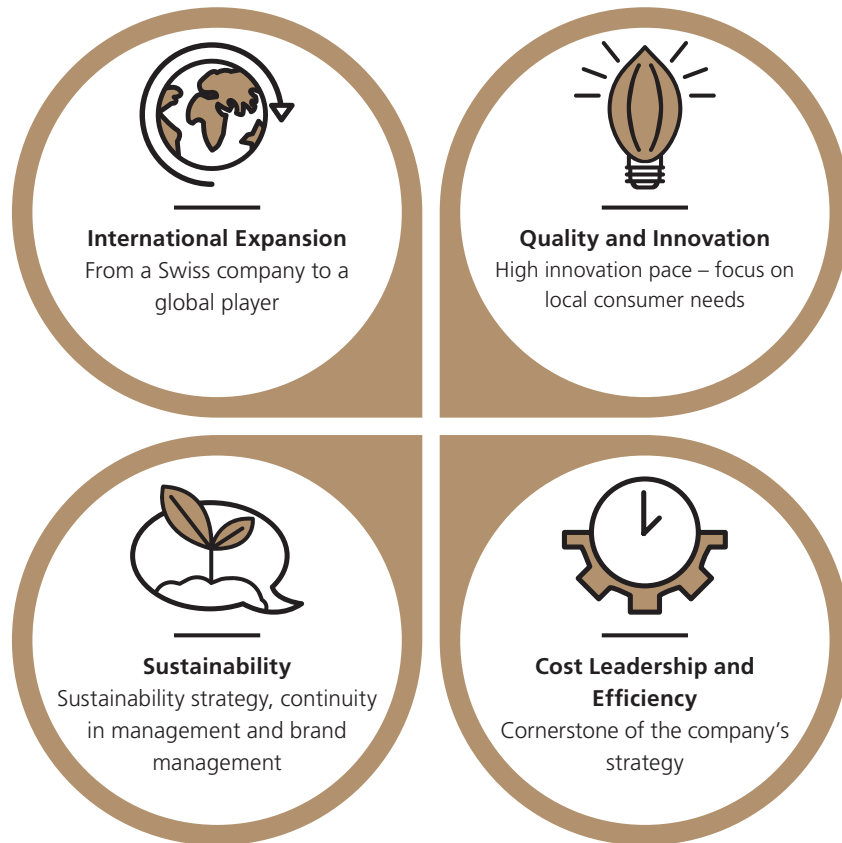 International Expansion
From a Swiss company to a
global player
Quality and Innovation
High innovation pace – focus on
local consumer needs
Sustainability
Sustainability strategy, continuity
in management and brand
management
Cost Leadership and
Efficiency
Cornerstone of the company’s
strategy